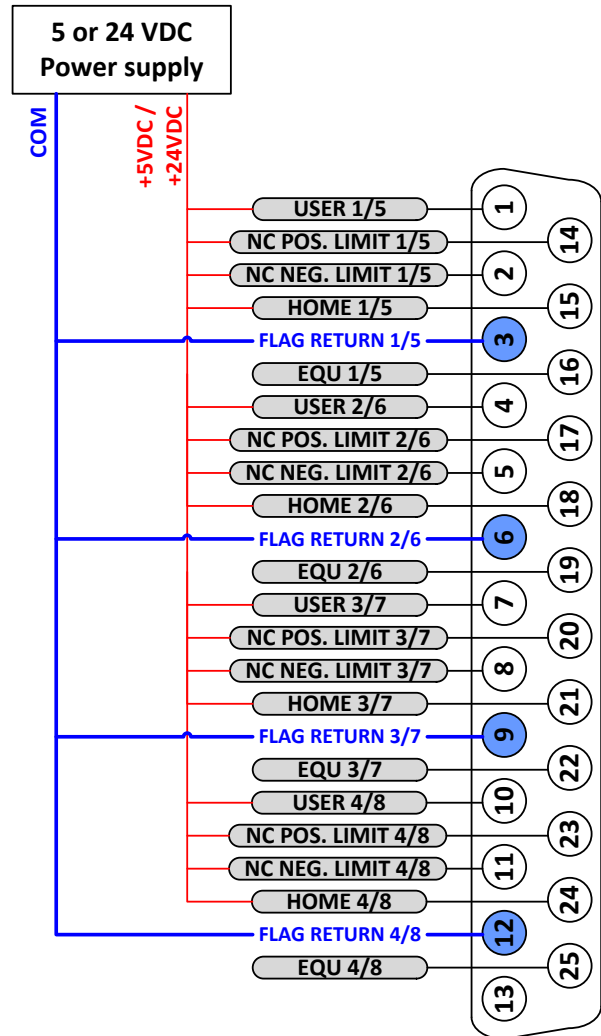 5 or 24 VDC
Power supply
COM
+5VDC /
+24VDC
USER 1/5
1
NC POS. LIMIT 1/5
14
NC NEG. LIMIT 1/5
2
HOME 1/5
15
FLAG RETURN 1/5
3
EQU 1/5
16
USER 2/6
4
NC POS. LIMIT 2/6
17
NC NEG. LIMIT 2/6
5
HOME 2/6
18
FLAG RETURN 2/6
6
EQU 2/6
19
USER 3/7
7
NC POS. LIMIT 3/7
20
NC NEG. LIMIT 3/7
8
HOME 3/7
21
FLAG RETURN 3/7
9
EQU 3/7
22
USER 4/8
10
NC POS. LIMIT 4/8
23
NC NEG. LIMIT 4/8
11
HOME 4/8
24
FLAG RETURN 4/8
12
EQU 4/8
25
13